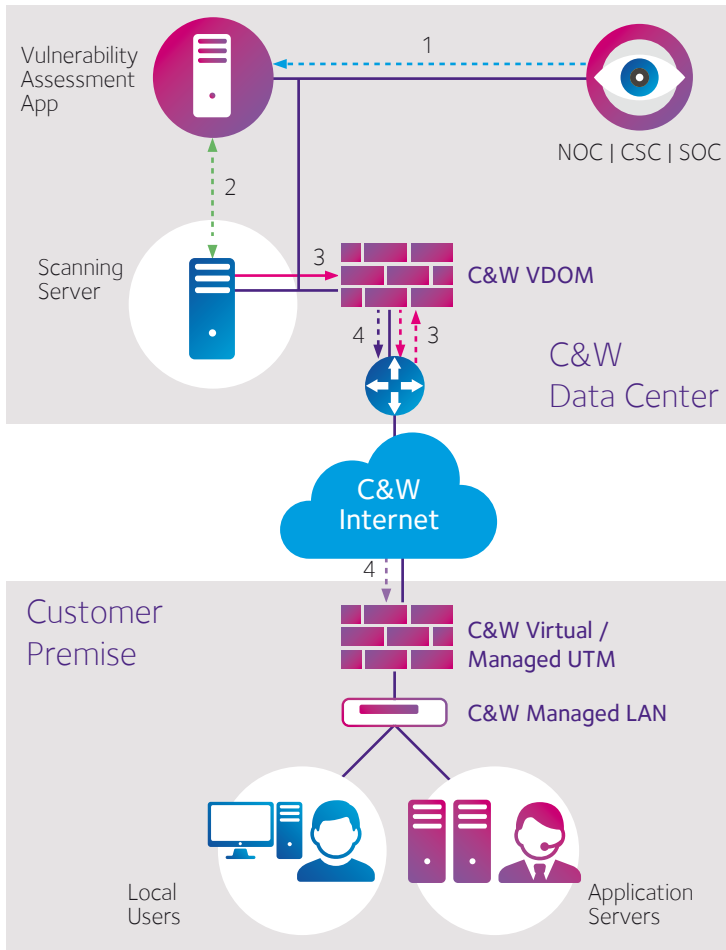 1
Vulnerability
Assessment
App
NOC | CSC | SOC
2
3
Scanning
Server
C&W VDOM
4
3
C&W
Data Center
C&W
Internet
4
Customer
Premise
C&W Virtual /
Managed UTM
C&W Managed LAN
Local
Users
Application
Servers